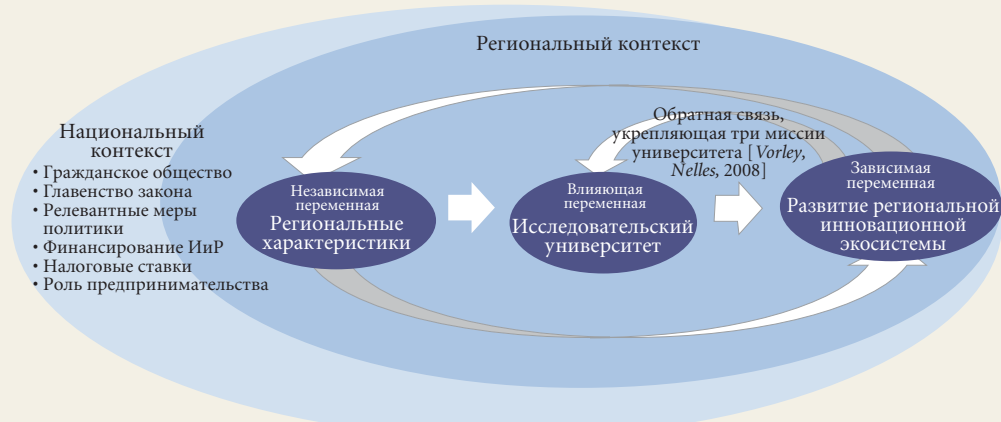 Региональный контекст
Национальный
контекст
• Гражданское общество
• Главенство закона
• Релевантные меры
политики
• Финансирование ИиР
• Налоговые ставки
• Роль предпринимательства
Независимая
переменная
Региональные
характеристики
Обратная связь,
укрепляющая три миссии
университета [Vorley,
Nelles, 2008]
Влияющая
переменная
Исследовательский
университет
Зависимая
переменная
Развитие региональной
инновационной
экосистемы